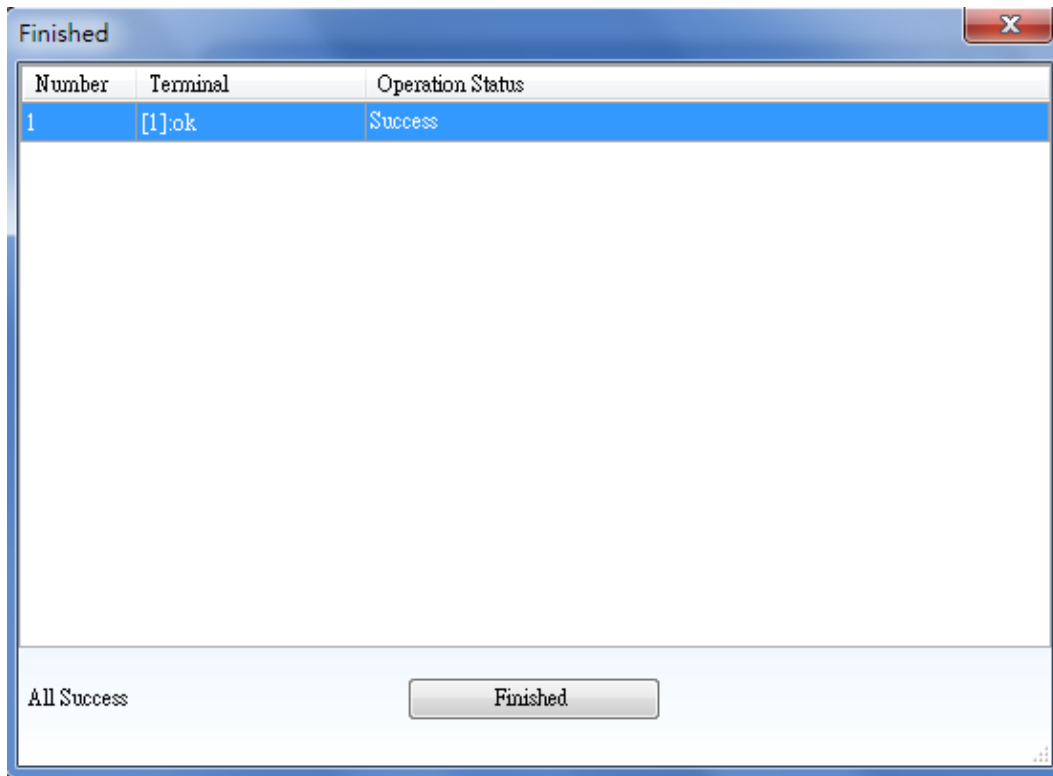 Finished
Number Terminal Operation Status
1 [1]:ok Success
All Success Finished